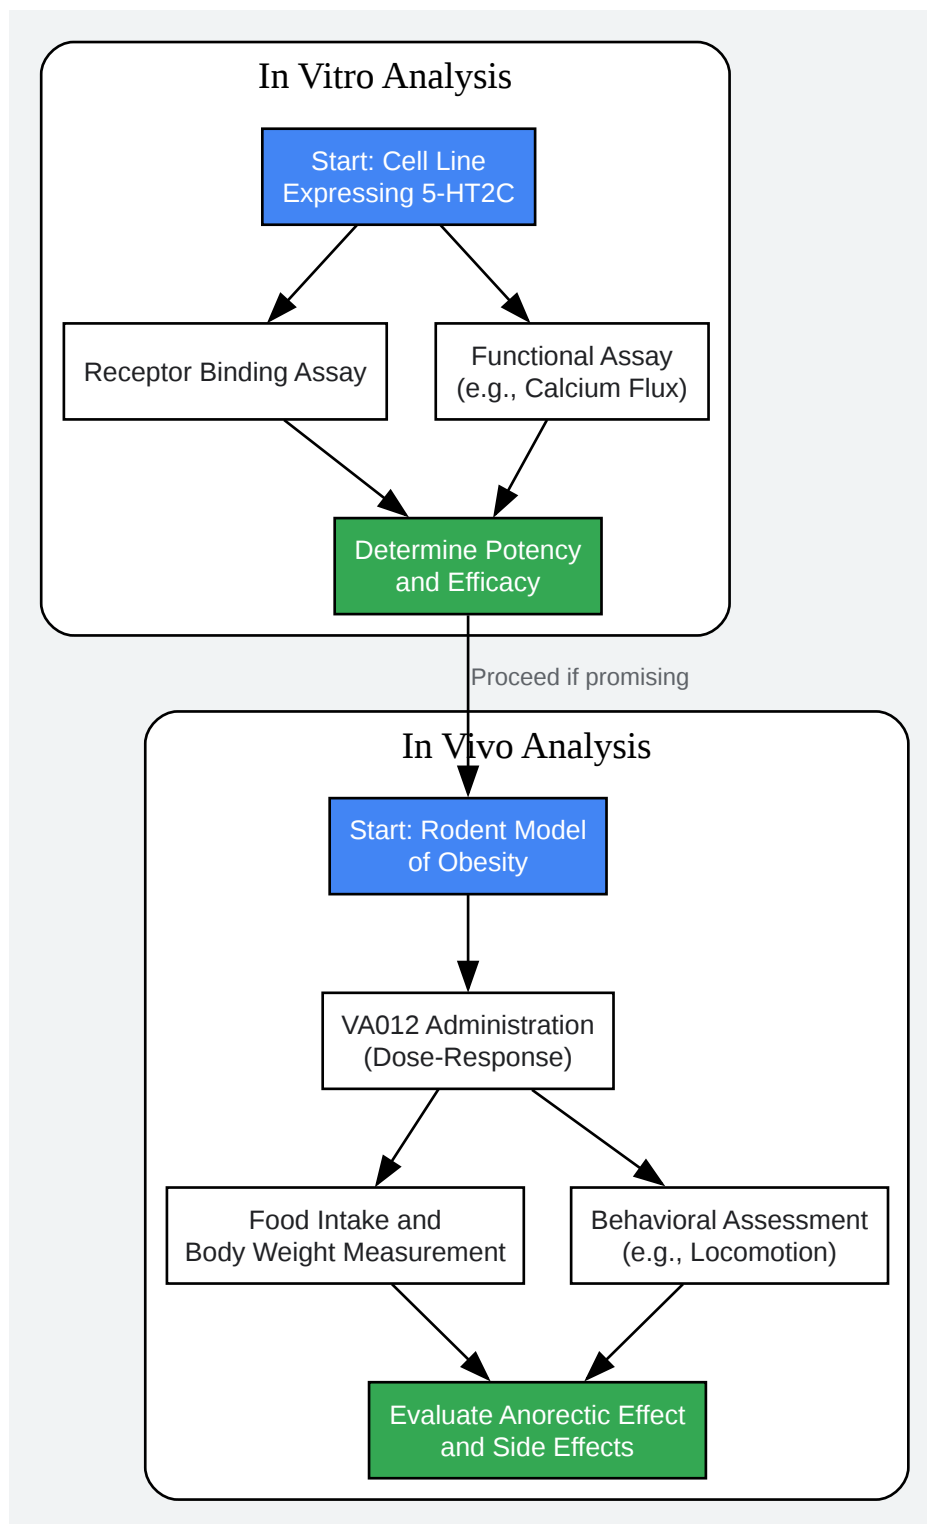 In Vitro Analysis
Start: Cell Line
Expressing 5-HT2C
Receptor Binding Assay
Functional Assay
(e.g., Calcium Flux)
Determine Potency
and Efficacy
Proceed if promising
In Vivo Analysis
Start: Rodent Model
of Obesity
VA012 Administration
(Dose-Response)
Food Intake and
Body Weight Measurement
Behavioral Assessment
(e.g., Locomotion)
Evaluate Anorectic Effect
and Side Effects